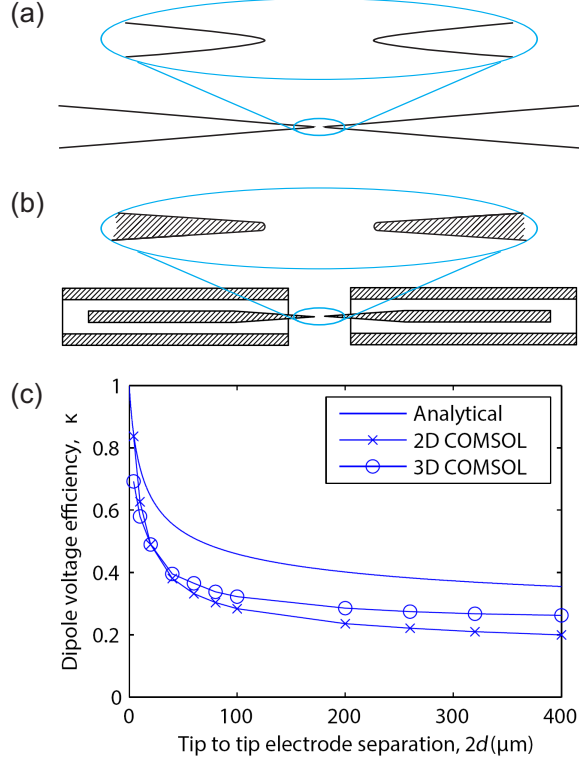 (a)
(b)
(c)
1
0.8
0.6
0.4
0.2
0
Dipole voltage efficiency, κ
Analytical
2D COMSOL
3D COMSOL
0 100 200 300 400
Tip to tip electrode separation, 2d(μm)